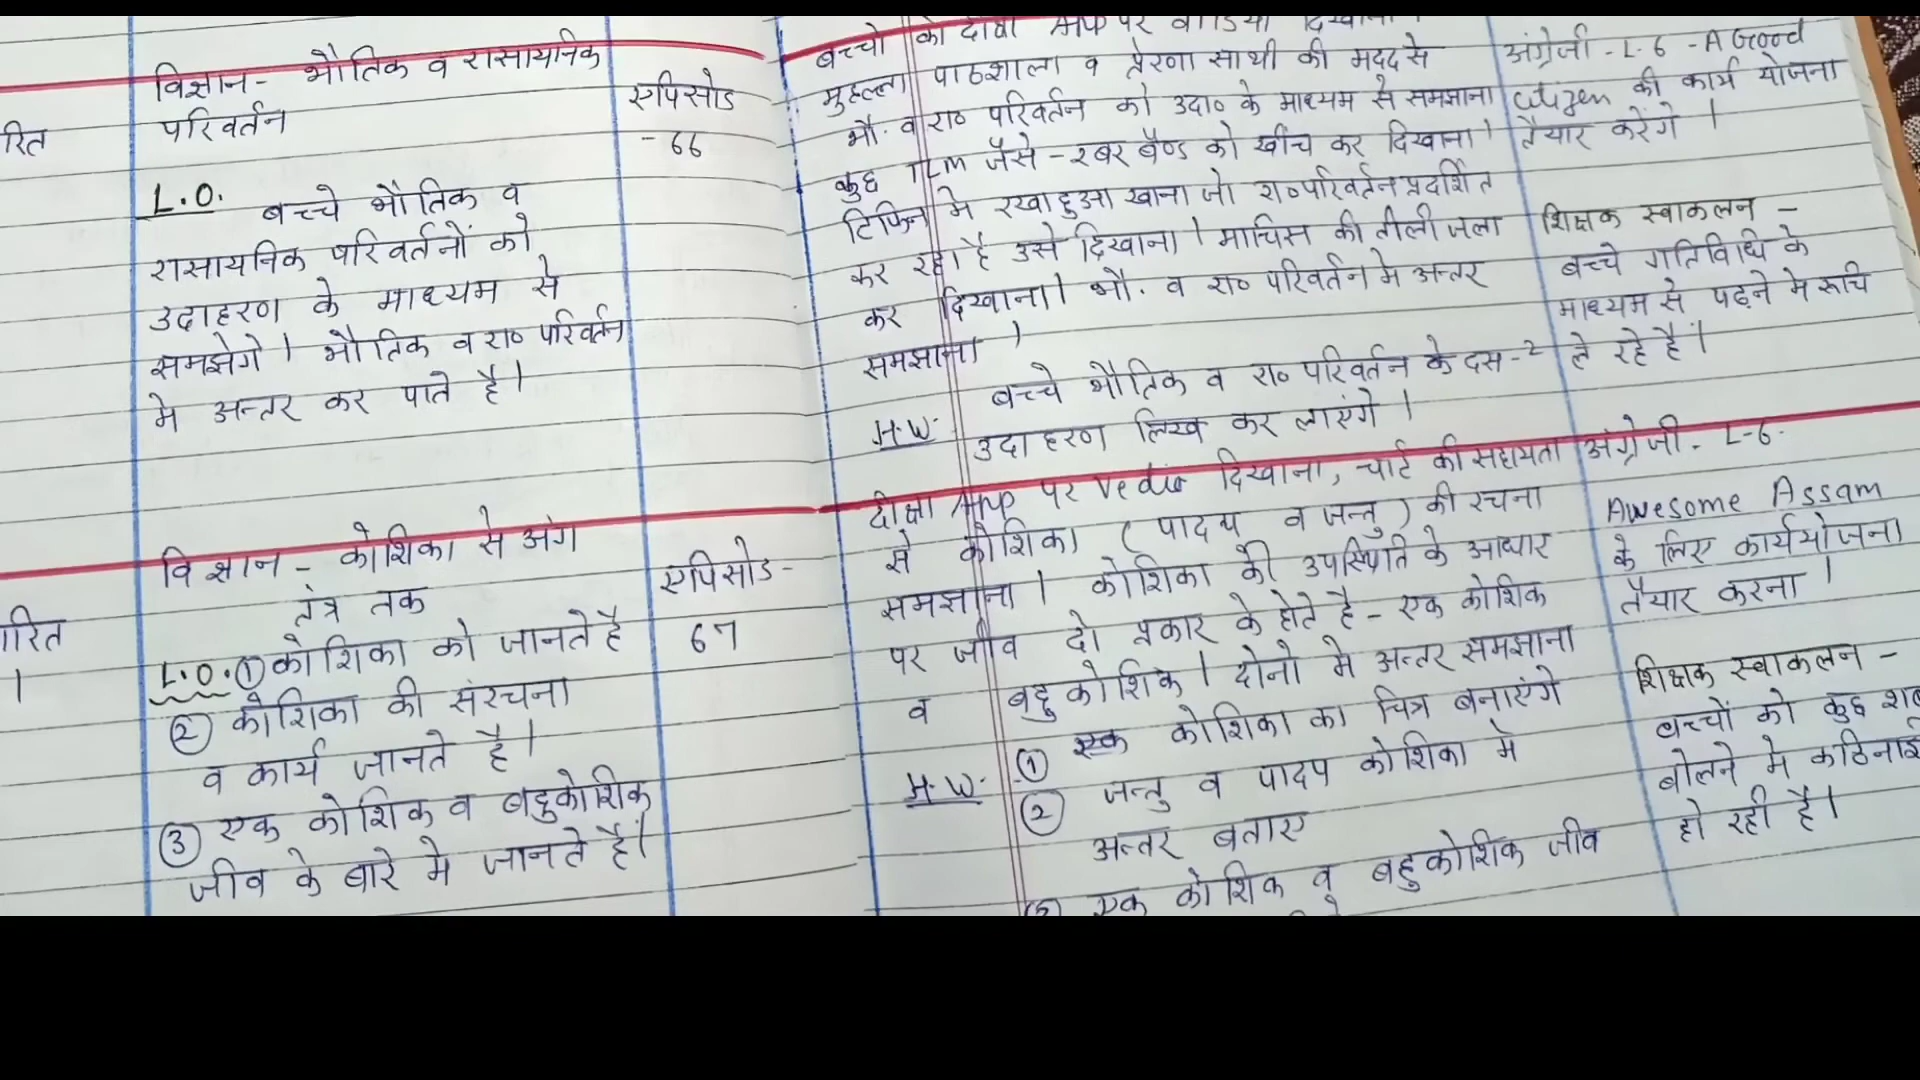 विज्ञान - भौतिक व रासायनिक
परिवर्तन
एपिसोड
- 66
रित
L.O. बच्चे भौतिक व
रासायनिक परिवर्तनों को
उदाहरण के माध्यम से
समझेगे । भौतिक व रा० परिवर्तन
मे अन्तर कर पाते है।
विज्ञान - कोशिका से अंग
तंत्र तक
एपिसोड -
67
रित
।
L.O. ① कोशिका को जानते है
② कोशिका की संरचना
व कार्य जानते है।
③ एक कोशिक व बहुकोशिक
जीव के बारे मे जानते हैं।
बच्चो को दीक्षा App पर
मुहल्ला पाठशाला व प्रेरणा साथी की मदद से
भौ. व रा० परिवर्तन को उदा० के माध्यम से समझाना
कुछ TLM जैसे - रबर बैण्ड को खींच कर दिखाना।
टिफिन मे रखा हुआ खाना जो रा० परिवर्तन प्रदर्शित
कर रहा है उसे दिखाना। माचिस की तीली जला
कर दिखाना। भौ. व रा० परिवर्तन मे अन्तर
समझाना।
H.W. बच्चे भौतिक व रा० परिवर्तन के दस-2
उदाहरण लिख कर लाएंगे।
दीक्षा App पर Vedio दिखाना, चार्ट की सहायता
से कोशिका ( पादप व जन्तु ) की रचना
समझाना। कोशिका की उपस्थिति के आधार
पर जीव दो प्रकार के होते है - एक कोशिक
व बहुकोशिक। दोनो मे अन्तर समझाना
H.W. ① एक कोशिका का चित्र बनाएंगे
② जन्तु व पादप कोशिका मे
अन्तर बताए
एक कोशिक व बहुकोशिक जीव
अंग्रेजी - L-6 - A Good
Citizen की कार्य योजना
तैयार करेंगे।
शिक्षक स्वाकलन -
बच्चे गतिविधि के
माध्यम से पढ़ने मे रूचि
ले रहे है।
अंग्रेजी - L-6.
Awesome Assam
के लिए कार्ययोजना
तैयार करना।
शिक्षक स्वाकलन -
बच्चों को कुछ
बोलने मे कठिनाई
हो रही है।